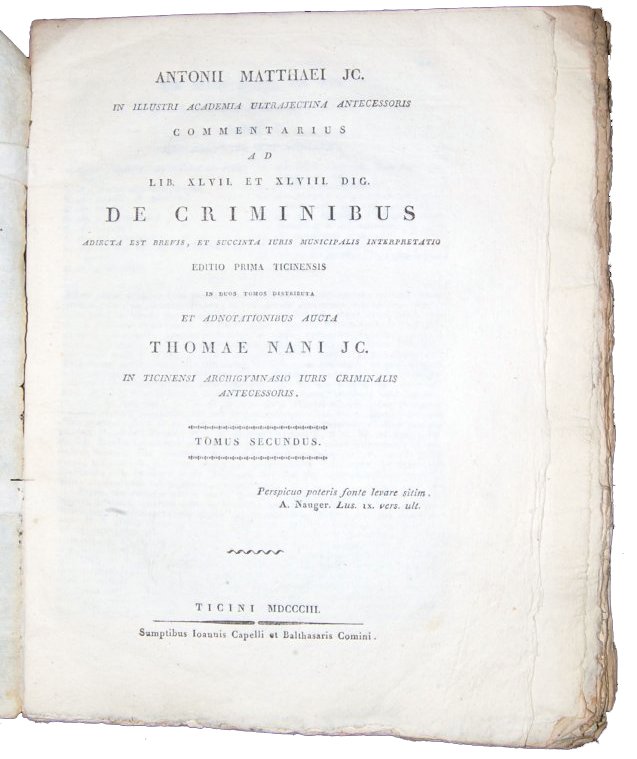 ANTONII MATTHAEI JC.
IN ILLUSTRI ACADEMIA ULTRAJECTINA ANTECESSORIS
COMMENTARIUS
AD
LIB. XLVII. ET XLVIII. DIG.
DE CRIMINIBUS
ADIECTA EST BREVIS, ET SUCCINTA IURIS MUNICIPALIS INTERPRETATIO
EDITIO PRIMA TICINENSIS
IN DUOS TOMOS DISTRIBUTA
ET ADNOTATIONIBUS AUCTA
THOMAE NANI JC.
IN TICINENSI ARCHIGYMNASIO IURIS CRIMINALIS
ANTECESSORIS.
TOMUS SECUNDUS.
Perspicuo poteris fonte levare sitim.
A. Nauger. Lus. IX. vers. ult.
TICINI MDCCCIII.
Sumptibus Ioannis Capelli et Balthasaris Comini.